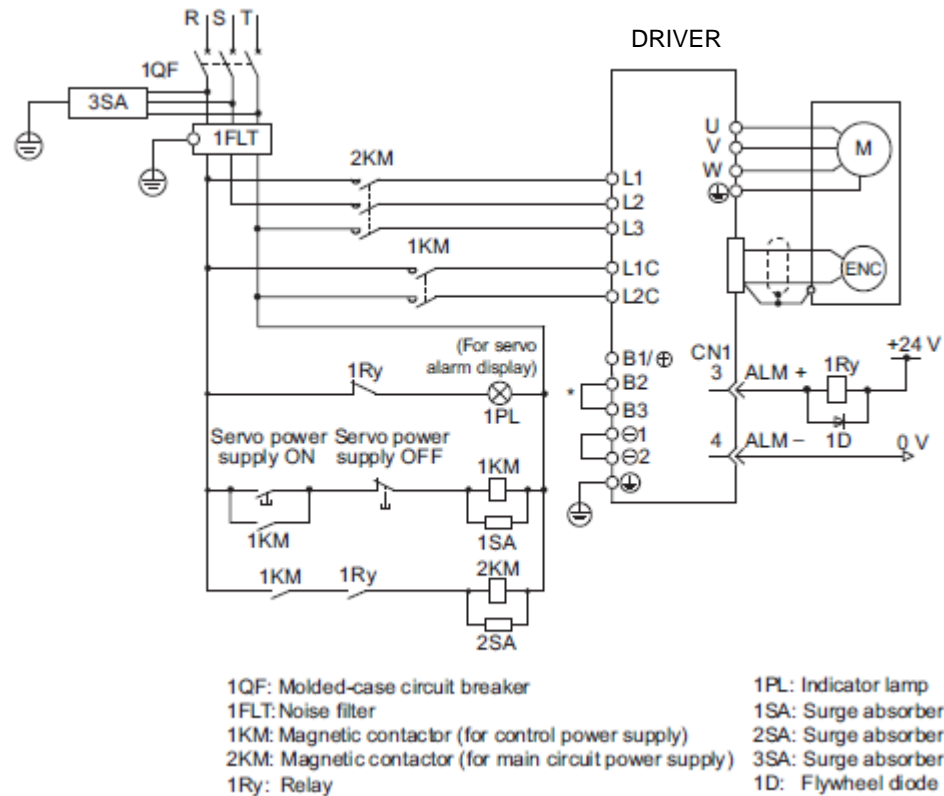 R S T
DRIVER
1QF
3SA
1FLT
2KM
U
V
W
M
L1
L2
L3
1KM
L1C
L2C
ENC
(For servo
alarm display)
1Ry
1PL
B1/⊕
B2
B3
*
⊖1
⊖2
CN1
3
ALM +
1Ry
+24 V
1D
4
ALM −
0 V
Servo power
supply ON
Servo power
supply OFF
1KM
1KM
1SA
1KM
1Ry
2KM
2SA
1QF: Molded-case circuit breaker
1FLT: Noise filter
1KM: Magnetic contactor (for control power supply)
2KM: Magnetic contactor (for main circuit power supply)
1Ry: Relay
1PL: Indicator lamp
1SA: Surge absorber
2SA: Surge absorber
3SA: Surge absorber
1D: Flywheel diode